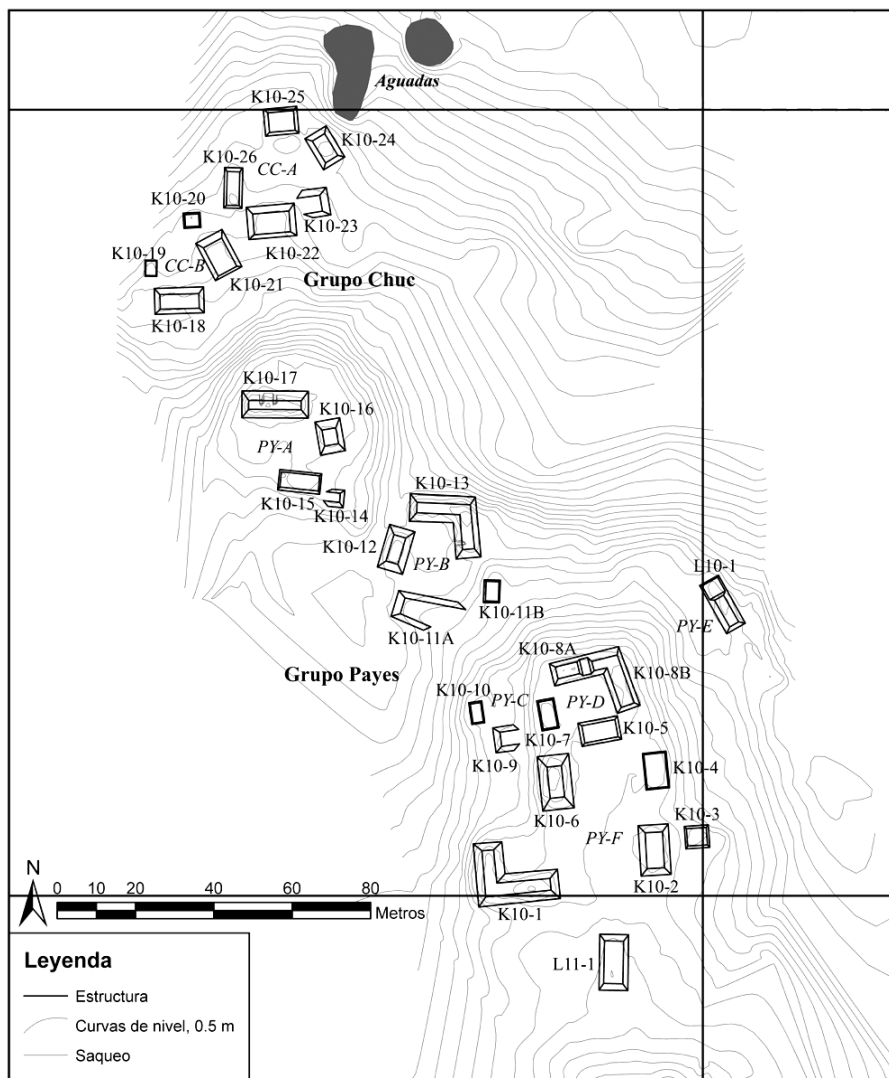 Aguadas
K10-25
K10-24
K10-26
CC-A
K10-20
K10-23
K10-22
K10-19
CC-B
K10-21
Grupo Chuc
K10-18
K10-17
K10-16
PY-A
K10-15
K10-14
K10-13
K10-12
PY-B
L10-1
K10-11B
K10-11A
PY-E
K10-8A
K10-8B
Grupo Payes
K10-10
PY-C
PY-D
K10-7
K10-5
K10-9
K10-4
K10-6
K10-3
PY-F
K10-2
K10-1
N
0 10 20 40 60 80
Metros
L11-1
Leyenda
Estructura
Curvas de nivel, 0.5 m
Saqueo